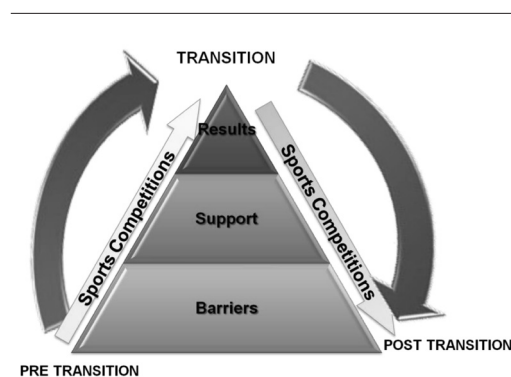 TRANSITION
Results
Sports Competitions
Sports Competitions
Support
Barriers
POST TRANSITION
PRE TRANSITION